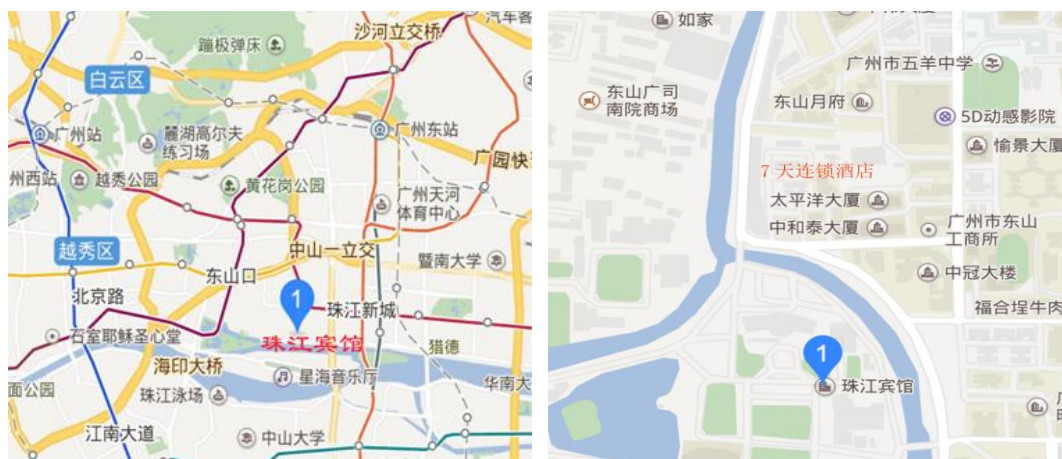 汽车客
沙河立交桥
蹦极弹床
白云区
广州站
麓湖高尔夫
练习场
广州东站
广园快
州西站
越秀公园
黄花岗公园
广州天河
体育中心
越秀区
中山一立交
暨南大学
东山口
北京路
1
珠江新城
石室耶稣圣心堂
珠江宾馆
猎德
海印大桥
面公园
珠江泳场
星海音乐厅
华南大
江南大道
中山大学
如家
广州市五羊中学
东山广司
南院商场
东山月府
5D动感影院
愉景大厦
7天连锁酒店
太平洋大厦
中和泰大厦
广州市东山
工商所
中冠大楼
福合埕牛肉
1
珠江宾馆